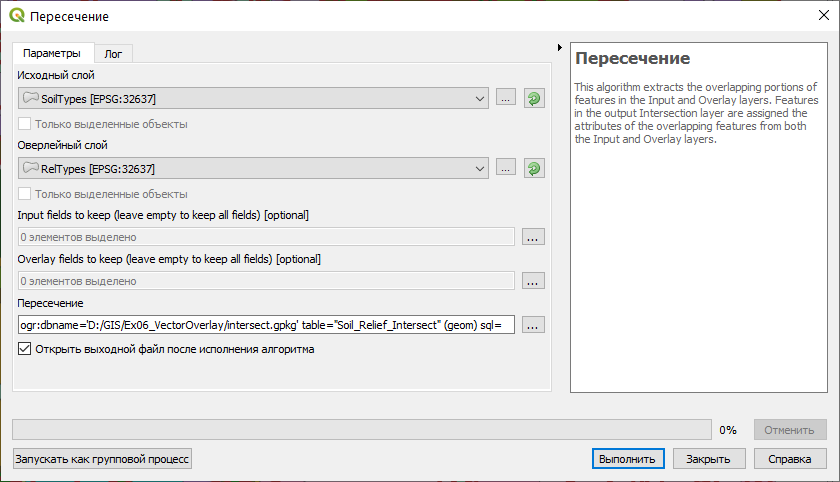 Пересечение
Параметры
Лог
Исходный слой
SoilTypes [EPSG:32637]
...
Только выделенные объекты
Оверлейный слой
RelTypes [EPSG:32637]
...
Только выделенные объекты
Input fields to keep (leave empty to keep all fields) [optional]
0 элементов выделено
...
Overlay fields to keep (leave empty to keep all fields) [optional]
0 элементов выделено
...
Пересечение
ogr:dbname='D:/GIS/Ex06_VectorOverlay/intersect.gpkg' table="Soil_Relief_Intersect" (geom) sql=
...
Открыть выходной файл после исполнения алгоритма
Пересечение
This algorithm extracts the overlapping portions of
features in the Input and Overlay layers. Features
in the output Intersection layer are assigned the
attributes of the overlapping features from both
the Input and Overlay layers.
0%
Отменить
Запускать как групповой процесс
Выполнить
Закрыть
Справка